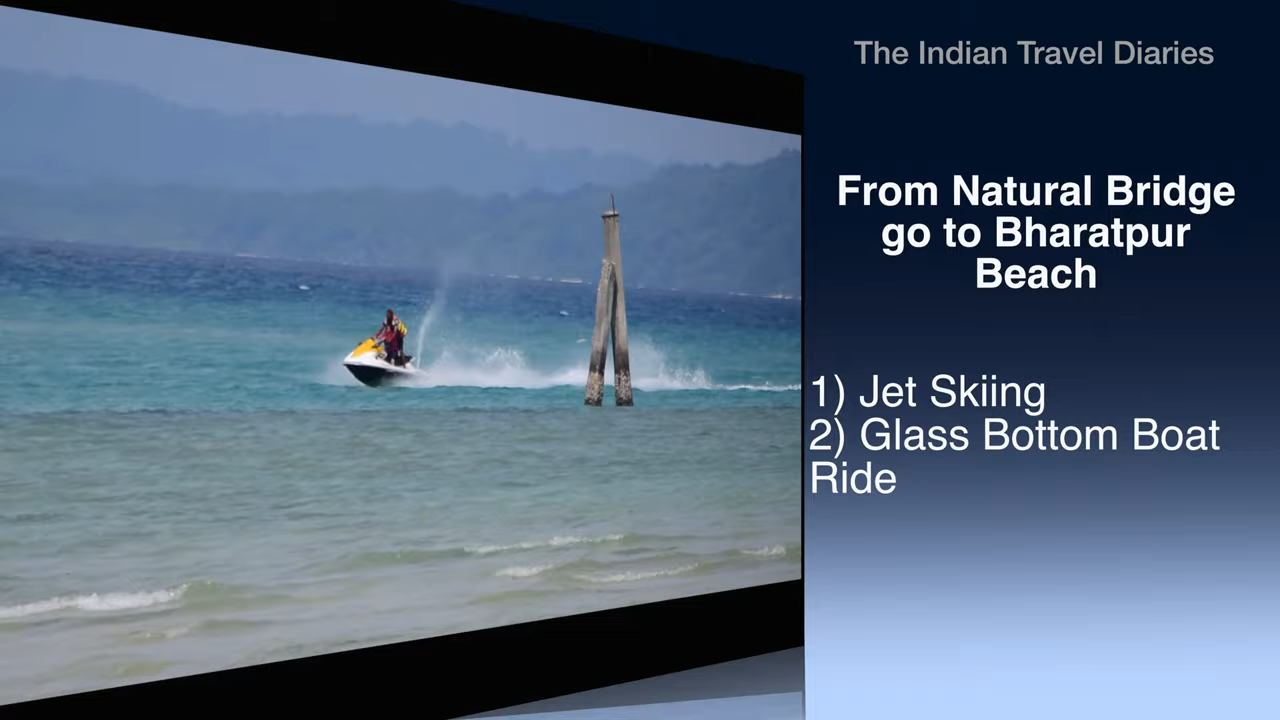 The Indian Travel Diaries
From Natural Bridge
go to Bharatpur
Beach
1) Jet Skiing
2) Glass Bottom Boat
Ride